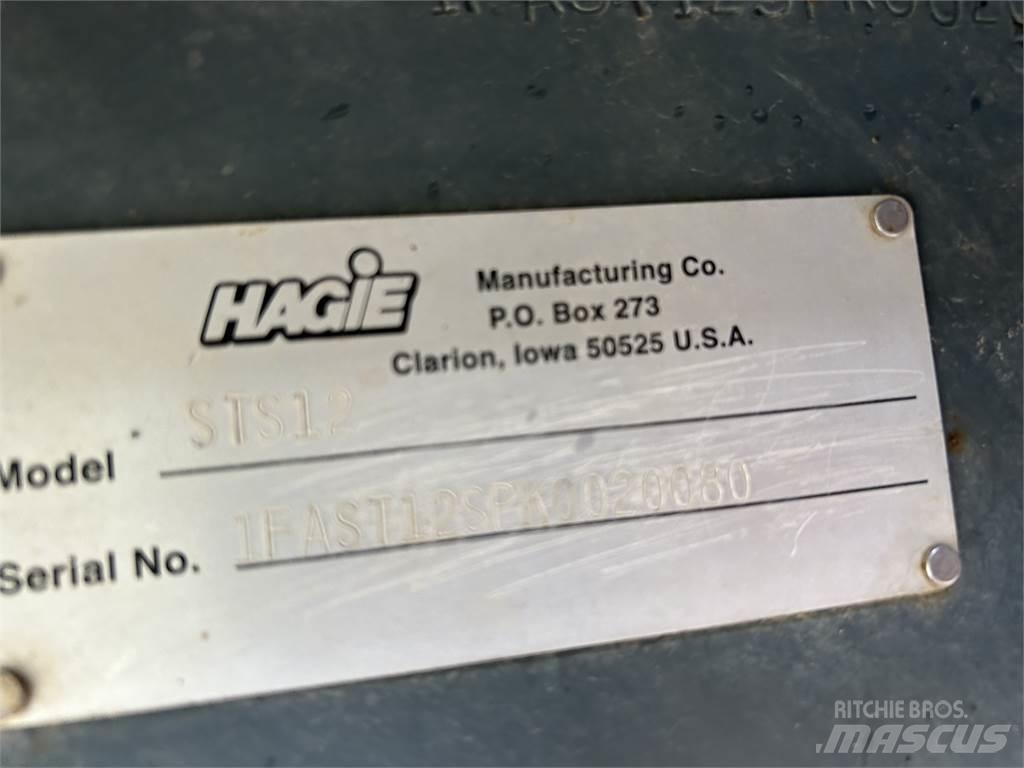 HAGIE
Manufacturing Co.
P.O. Box 273
Clarion, Iowa 50525 U.S.A.
Model STS12
Serial No. 1FAST12SPK0020080
RITCHIE BROS.
MASCUS